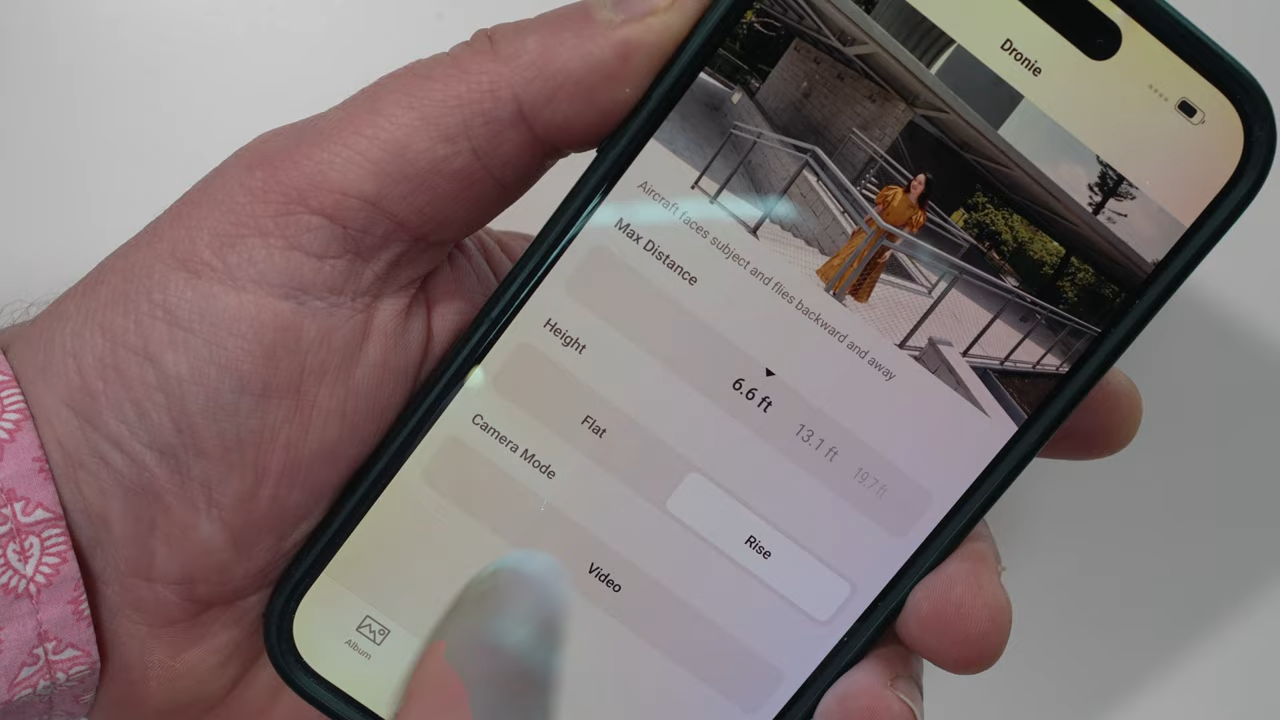 Dronie
Aircraft faces subject and flies backward and away
Max Distance
6.6 ft
13.1 ft
19.7 ft
Height
Flat
Rise
Camera Mode
Video
Album